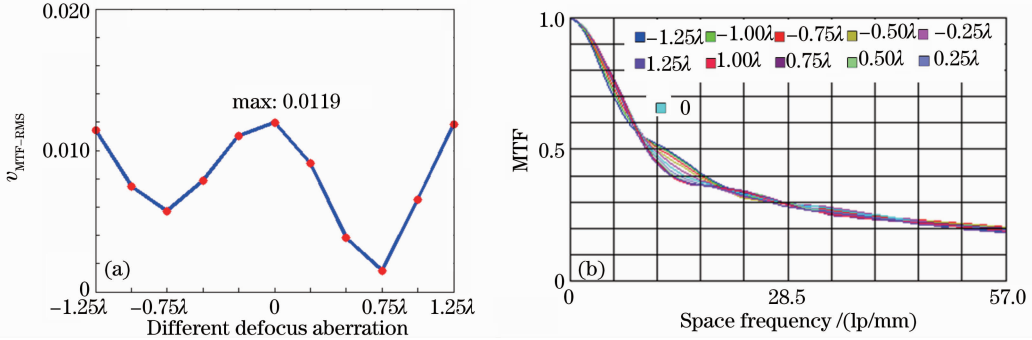 0.020
0.010
0
v_MTF-RMS
max: 0.0119
(a)
-1.25λ -0.75λ 0 0.75λ 1.25λ
Different defocus aberration
1.0
0.5
0
MTF
-1.25λ -1.00λ -0.75λ -0.50λ -0.25λ
1.25λ 1.00λ 0.75λ 0.50λ 0.25λ
0
(b)
0 28.5 57.0
Space frequency /(lp/mm)